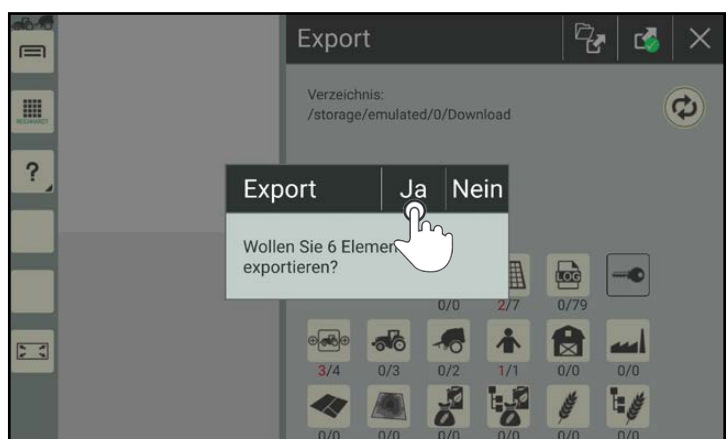 Export
REICHHARDT
Verzeichnis:
/storage/emulated/0/Download
?
Export Ja Nein
Wollen Sie 6 Elemen
exportieren?
LOG
0/0 2/7 0/79
3/4 0/3 0/2 1/1 0/0 0/0
0/0 0/0 0/0 0/0 0/0 0/0